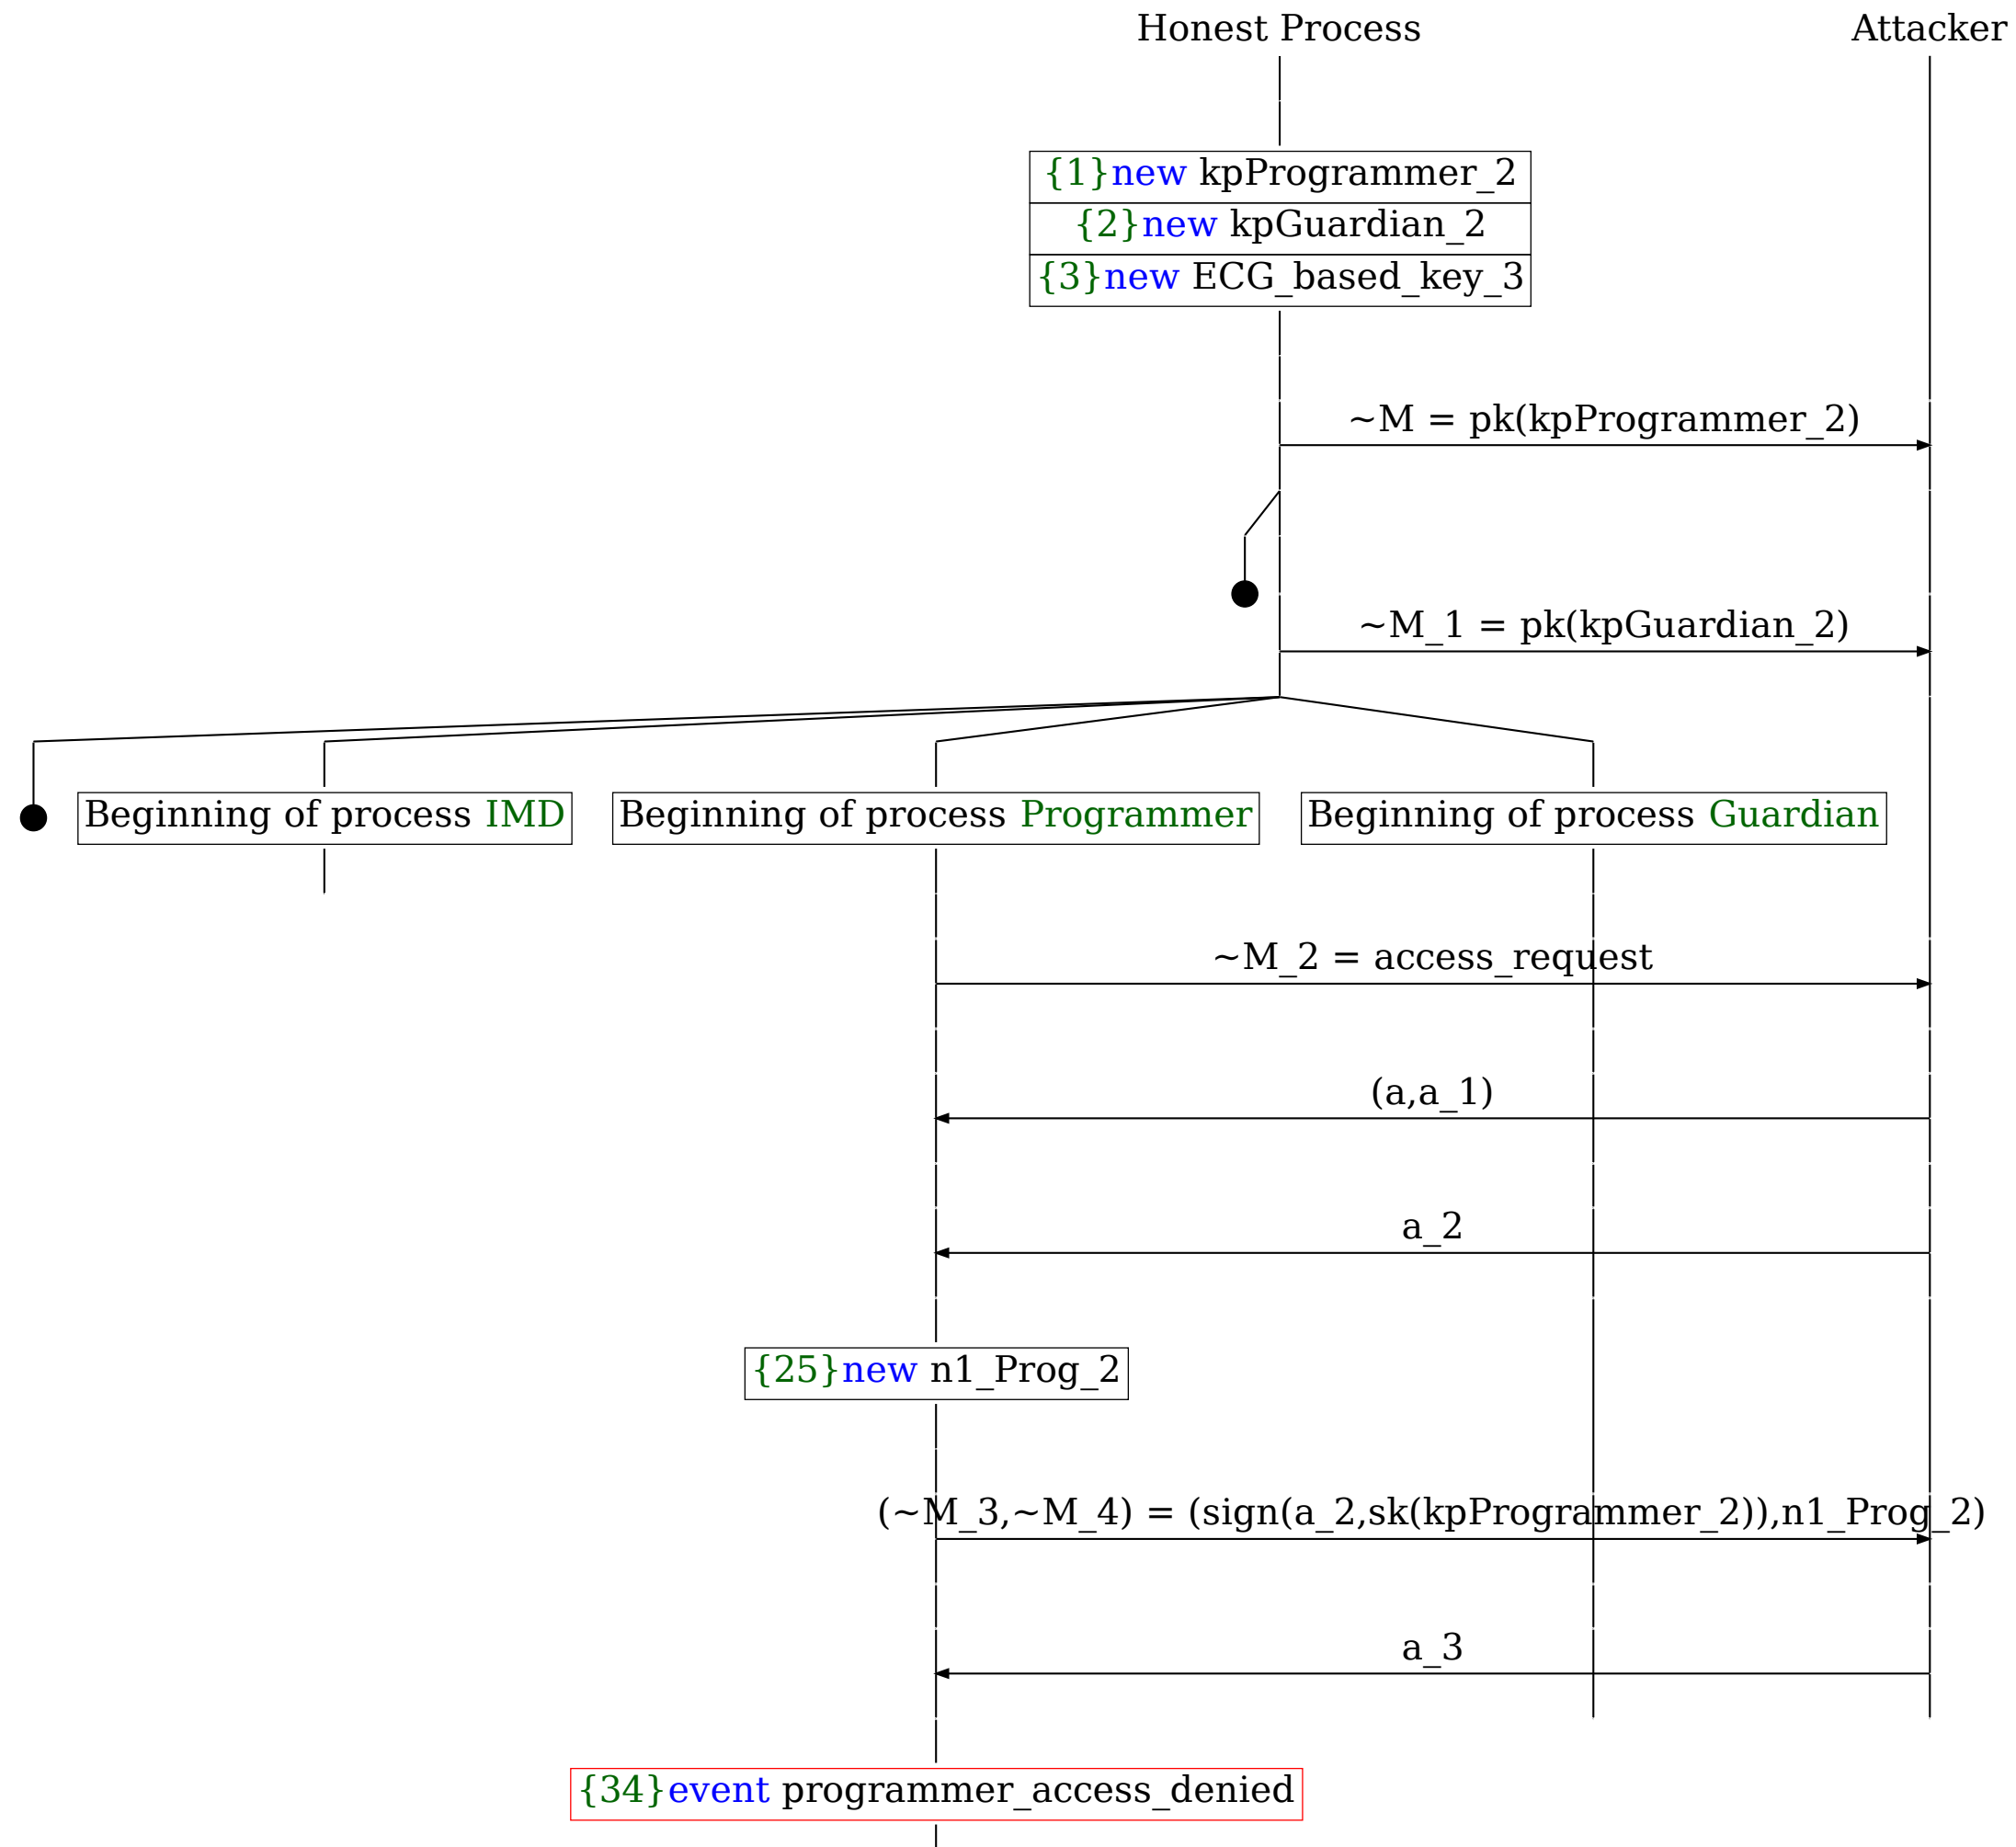 Honest Process
Attacker
{1}new kpProgrammer_2
{2}new kpGuardian_2
{3}new ECG_based_key_3
~M = pk(kpProgrammer_2)
~M_1 = pk(kpGuardian_2)
Beginning of process IMD
Beginning of process Programmer
Beginning of process Guardian
~M_2 = access_request
(a,a_1)
a_2
{25}new n1_Prog_2
(~M_3,~M_4) = (sign(a_2,sk(kpProgrammer_2)),n1_Prog_2)
a_3
{34}event programmer_access_denied